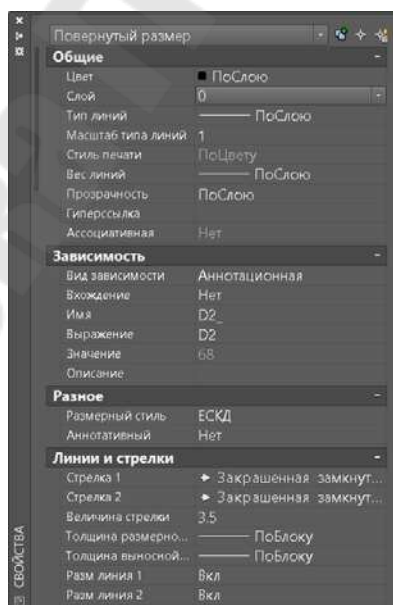 Повернутый размер
Общие
Цвет ПоСлою
Слой 0
Тип линий ПоСлою
Масштаб типа линий 1
Стиль печати ПоЦвету
Вес линий ПоСлою
Прозрачность ПоСлою
Гиперссылка
Ассоциативная Нет
Зависимость
Вид зависимости Аннотационная
Вхождение Нет
Имя D2_
Выражение D2
Значение 68
Описание
Разное
Размерный стиль ЕСКД
Аннотативный Нет
Линии и стрелки
Стрелка 1 Закрашенная замкнут...
Стрелка 2 Закрашенная замкнут...
Величина стрелки 3.5
Толщина размерно... ПоБлоку
Толщина выносной... ПоБлоку
Разм линия 1 Вкл
Разм линия 2 Вкл
СВОЙСТВА